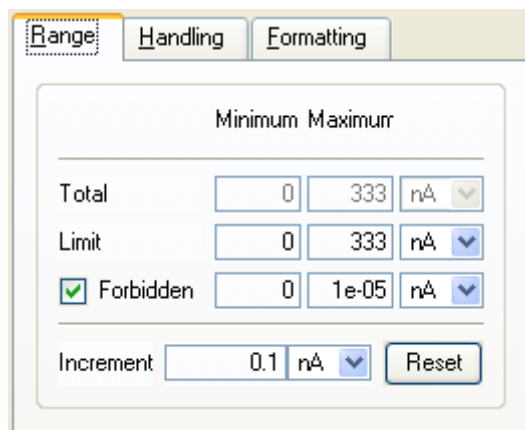 Range Handling Formatting
Minimum Maximum
Total 0 333 nA
Limit 0 333 nA
Forbidden 0 1e-05 nA
Increment 0.1 nA Reset